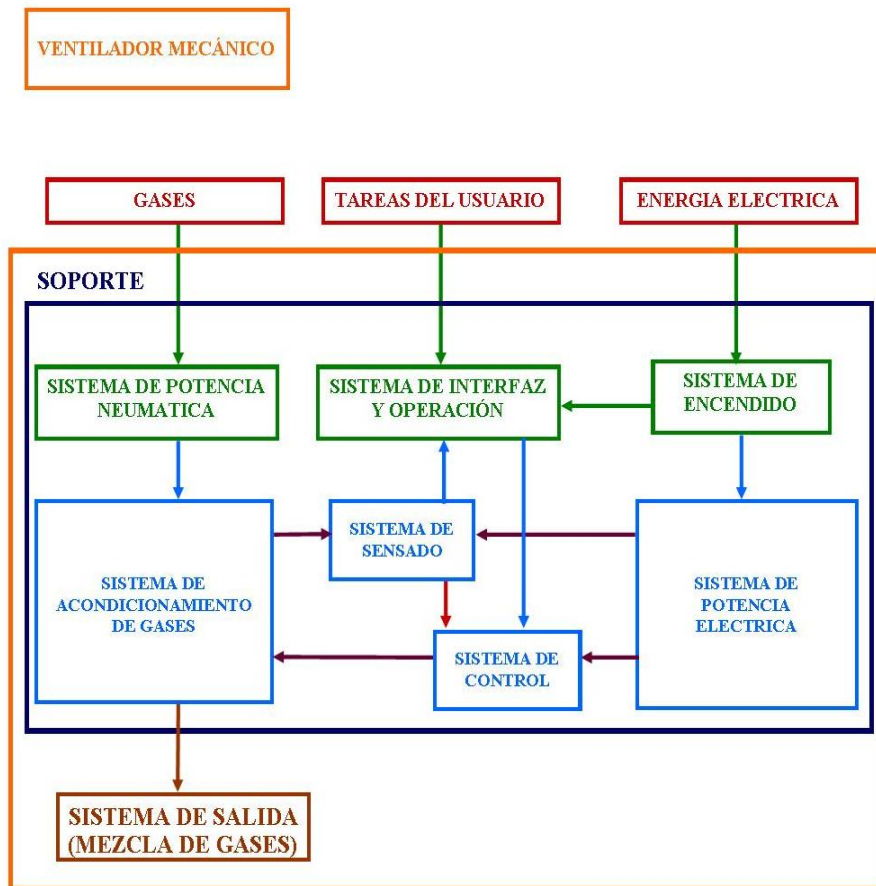 VENTILADOR MECÁNICO
GASES
TAREAS DEL USUARIO
ENERGIA ELECTRICA
SOPORTE
SISTEMA DE POTENCIA
NEUMATICA
SISTEMA DE INTERFAZ
Y OPERACIÓN
SISTEMA DE
ENCENDIDO
SISTEMA DE
SENSADO
SISTEMA DE
ACONDICIONAMIENTO
DE GASES
SISTEMA DE
POTENCIA
ELECTRICA
SISTEMA DE
CONTROL
SISTEMA DE SALIDA
(MEZCLA DE GASES)